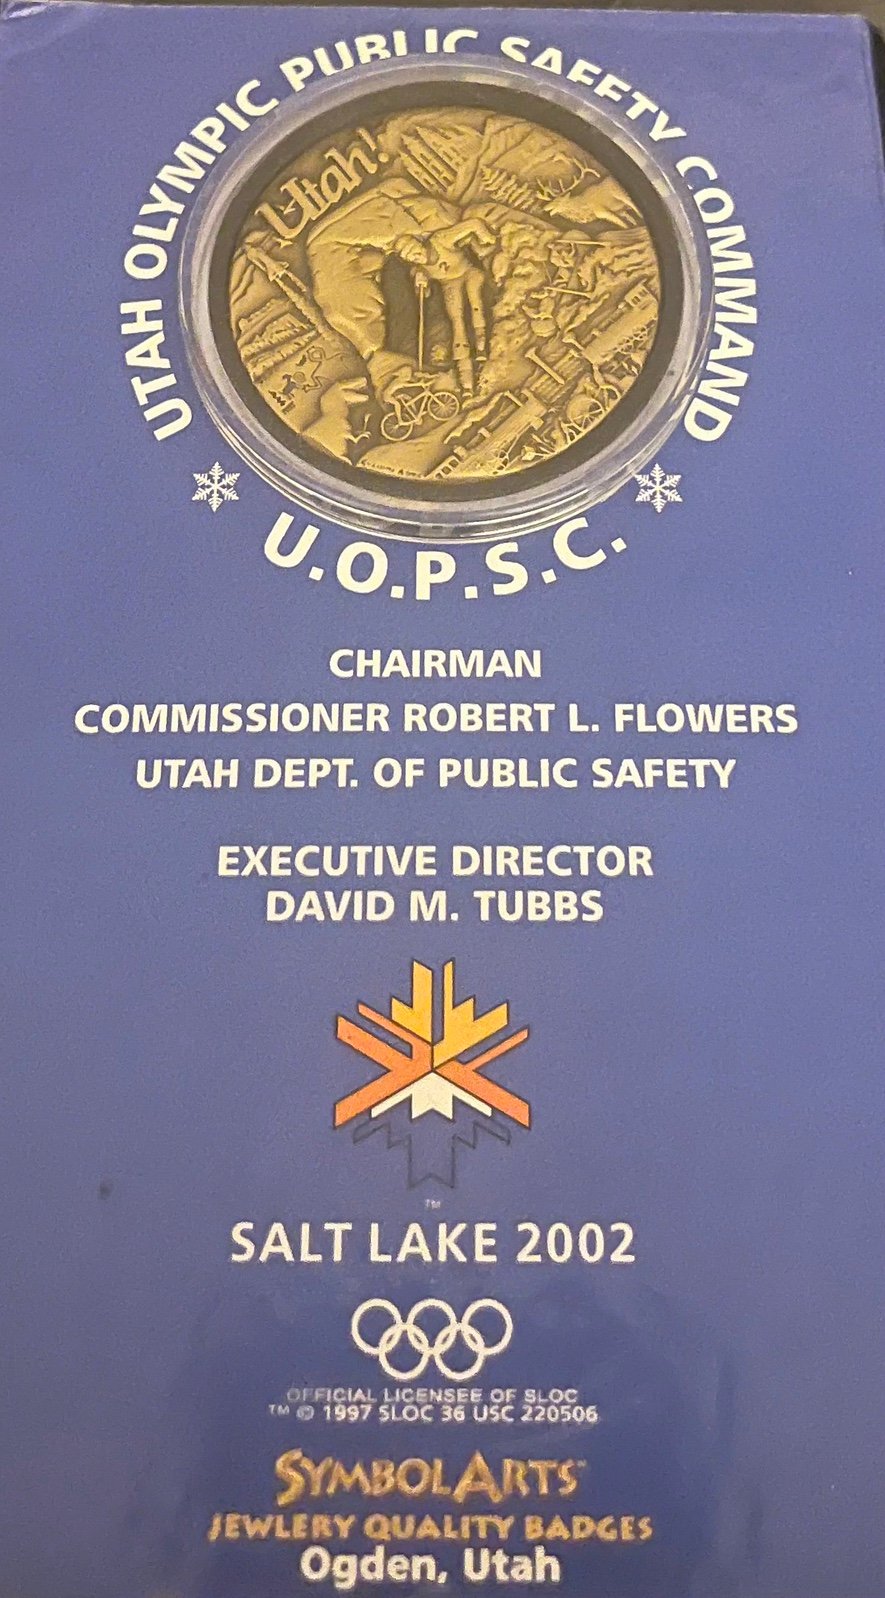 UTAH OLYMPIC PUBLIC SAFETY COMMAND
Utah!
2
U.O.P.S.C.
CHAIRMAN
COMMISSIONER ROBERT L. FLOWERS
UTAH DEPT. OF PUBLIC SAFETY
EXECUTIVE DIRECTOR
DAVID M. TUBBS
TM
SALT LAKE 2002
OFFICIAL LICENSEE OF SLOC
TM © 1997 SLOC 36 USC 220506
SYMBOLARTS™
JEWLERY QUALITY BADGES
Ogden, Utah